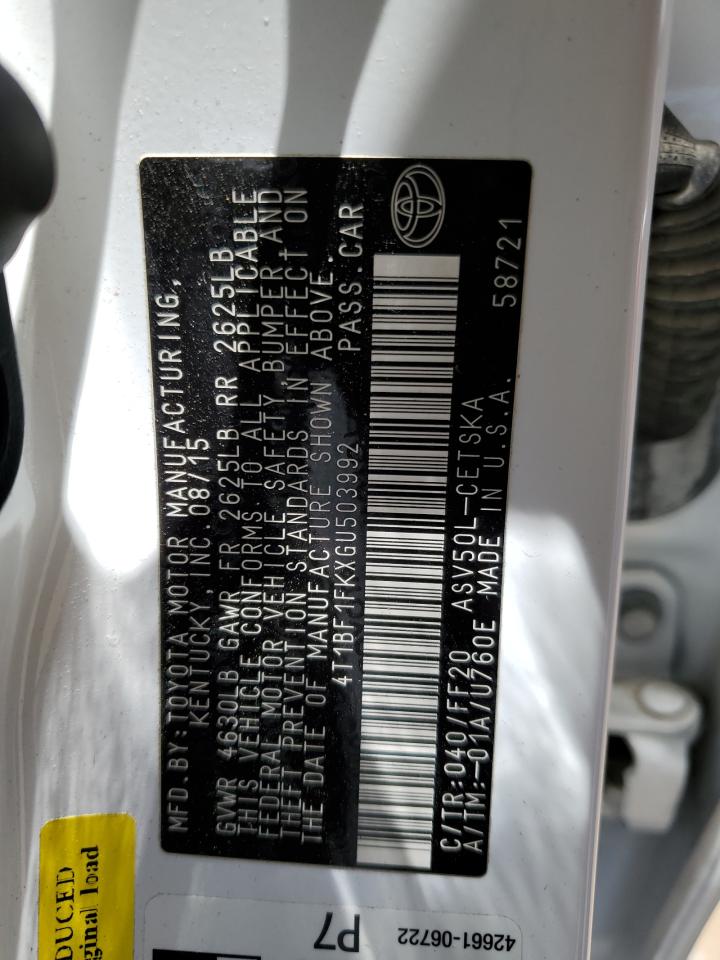 MFD.BY:TOYOTA MOTOR MANUFACTURING,
KENTUCKY, INC. 08/15
GVWR 4630LB GAWR FR 2625LB RR 2625LB
THIS VEHICLE CONFORMS TO ALL APPLICABLE
FEDERAL MOTOR VEHICLE SAFETY,BUMPER AND
THEFT PREVENTION STANDARDS IN EFFECT ON
THE DATE OF MANUFACTURE SHOWN ABOVE.
4T1BF1FKXGU503992 PASS.CAR
C/TR:040/FF20 ASV50L-CETSKA
A/TM:-01A/U760E MADE IN U.S.A.
58721
DUCED
ginal load
P7
42661-06722